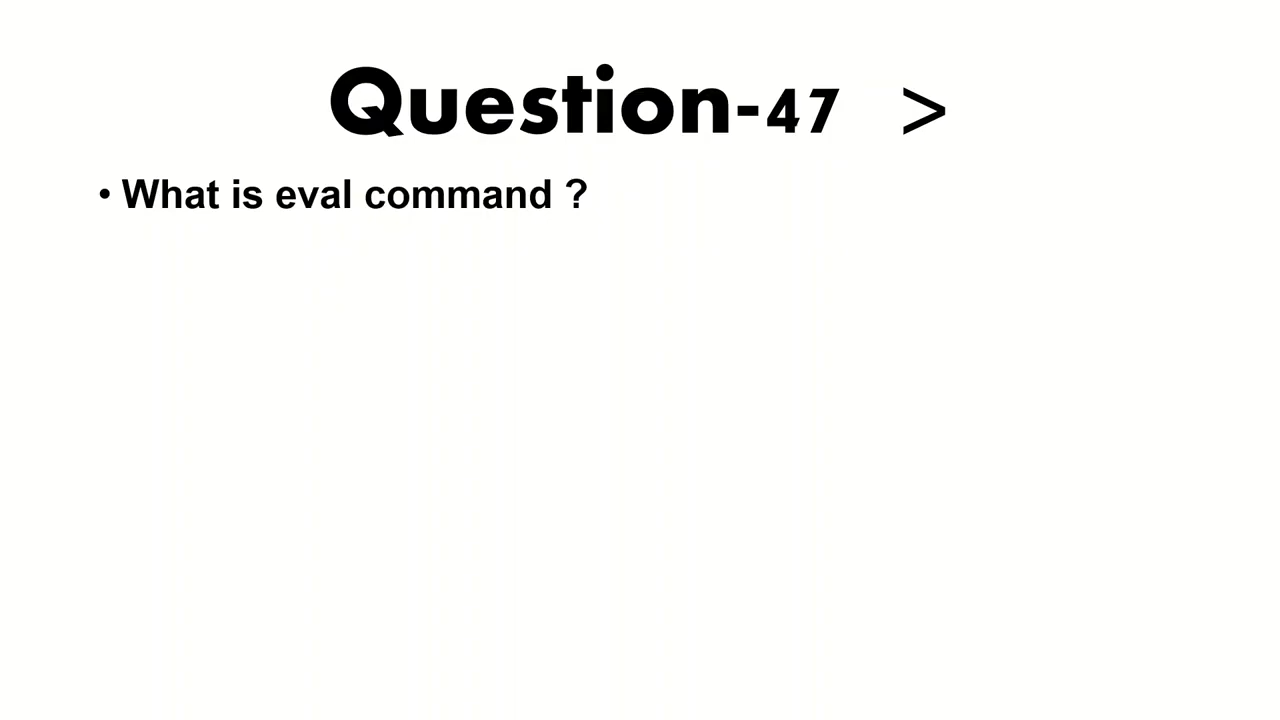 Question-47 >
• What is eval command ?